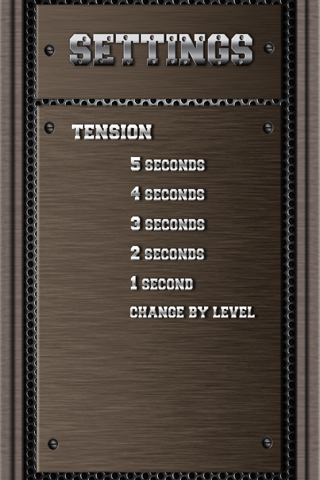 SETTINGS
TENSION
5 SECONDS
4 SECONDS
3 SECONDS
2 SECONDS
1 SECOND
CHANGE BY LEVEL